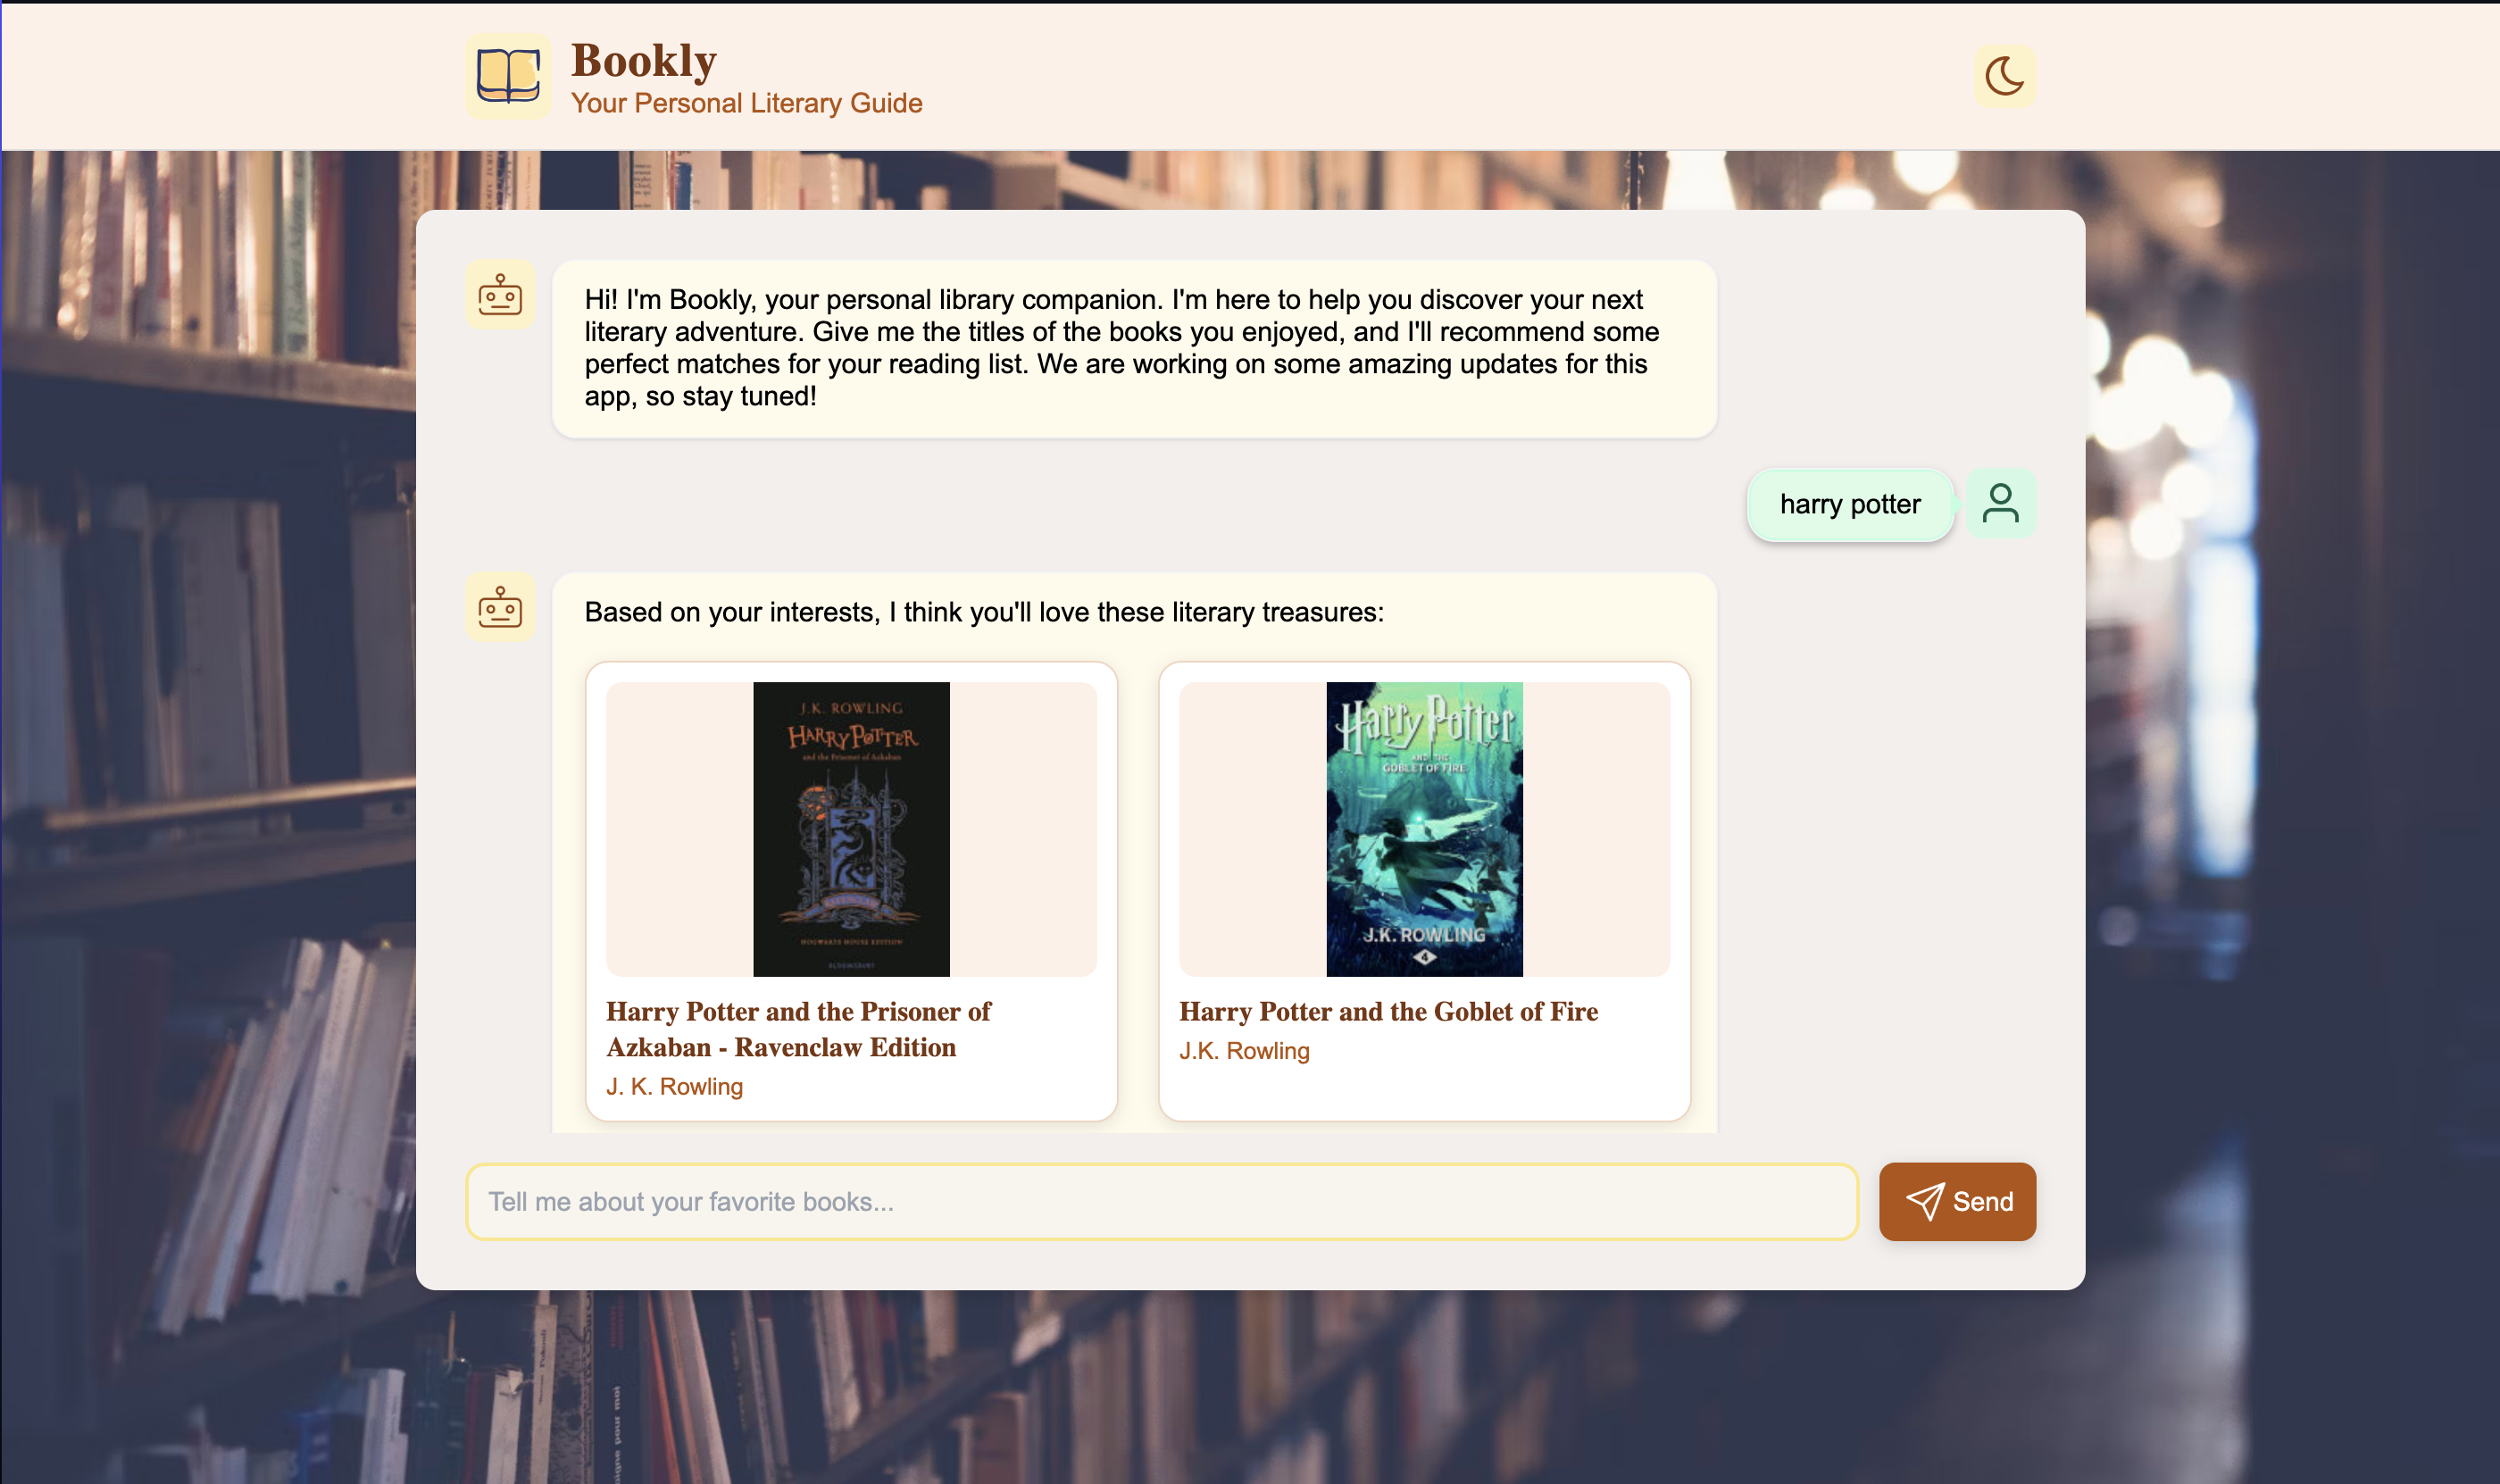 Bookly
Your Personal Literary Guide
Hi! I'm Bookly, your personal library companion. I'm here to help you discover your next
literary adventure. Give me the titles of the books you enjoyed, and I'll recommend some
perfect matches for your reading list. We are working on some amazing updates for this
app, so stay tuned!
harry potter
Based on your interests, I think you'll love these literary treasures:
J.K. ROWLING
HARRY POTTER
and the Prisoner of Azkaban
HOGWARTS HOUSE EDITION
BLOOMSBURY
Harry Potter and the Prisoner of
Azkaban - Ravenclaw Edition
J. K. Rowling
Harry Potter
AND THE
GOBLET OF FIRE
J.K. ROWLING
4
Harry Potter and the Goblet of Fire
J.K. Rowling
Tell me about your favorite books...
Send